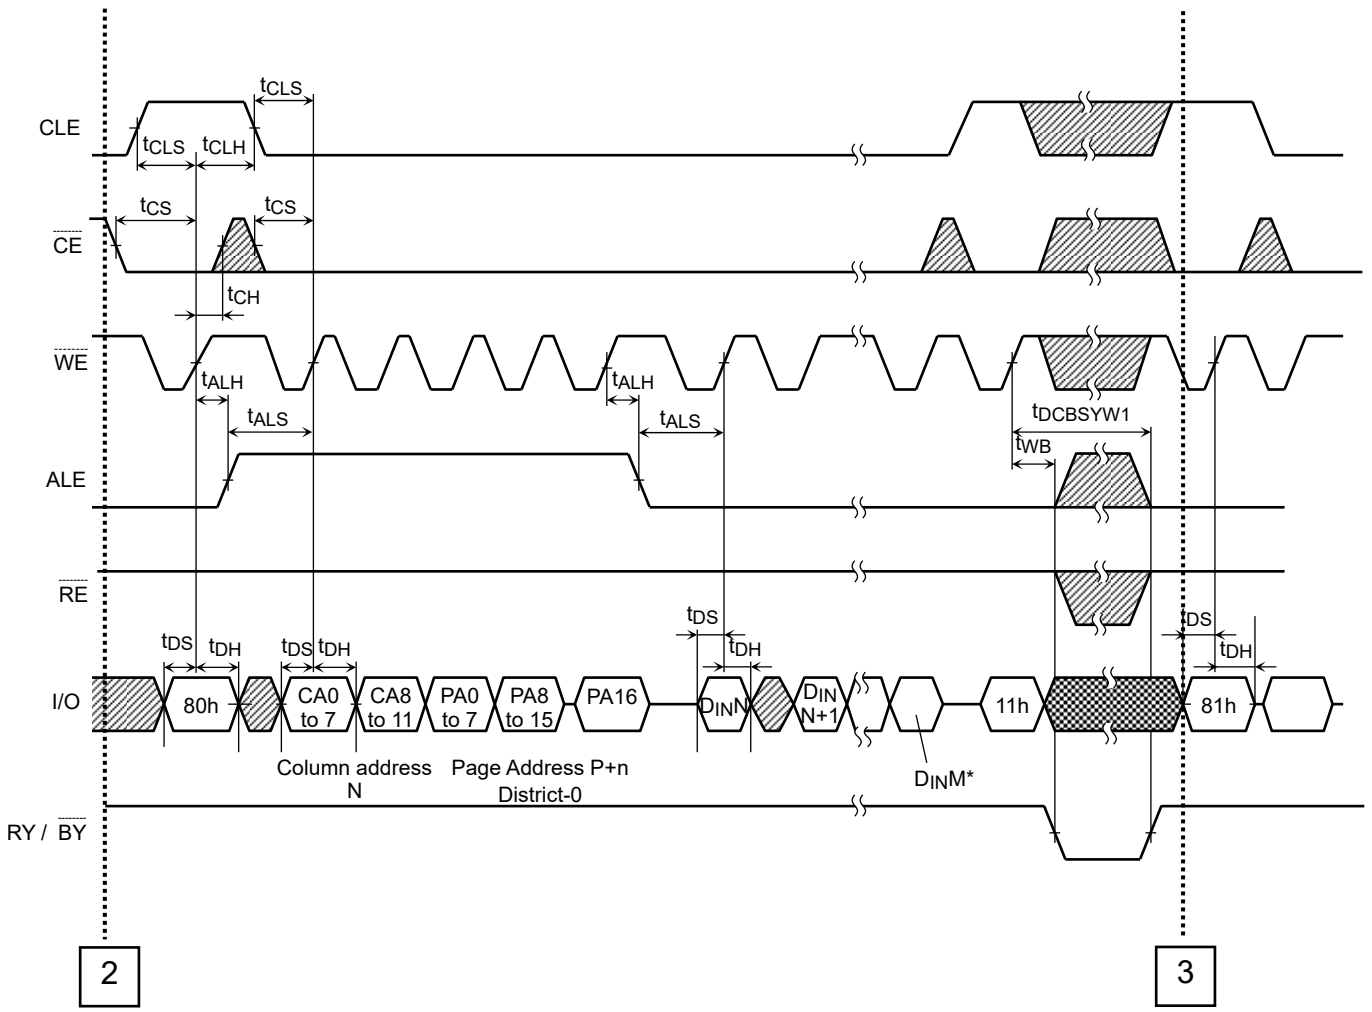 tCLS
CLE
tCLS tCLH
tCS tCS
CE
tCH
WE
tALH tALH
tALS tALS
tDCBSYW1
tWB
ALE
RE
tDS tDH tDS tDH tDS tDH tDS tDH
I/O 80h CA0 to 7 CA8 to 11 PA0 to 7 PA8 to 15 PA16 DINN DIN N+1 11h 81h
DINM*
Column address N
Page Address P+n District-0
RY / BY
2 3